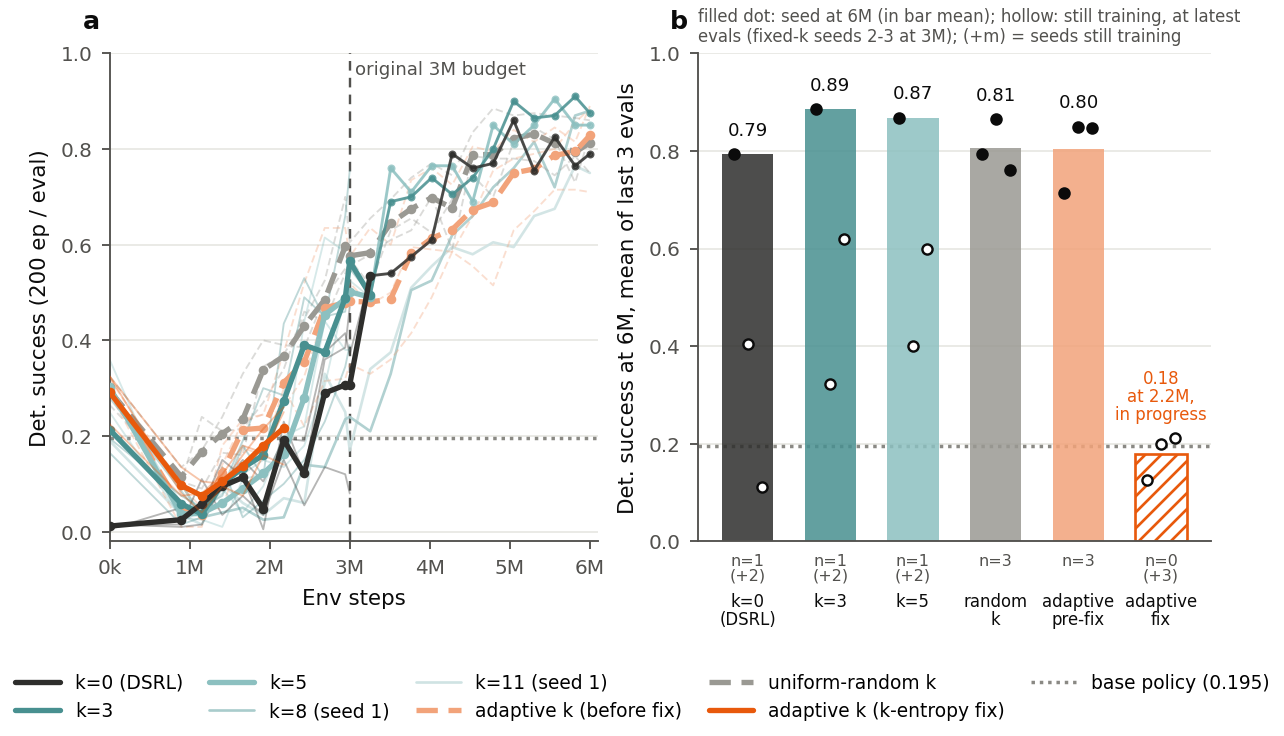 a
Det. success (200 ep / eval)
1.0
0.8
0.6
0.4
0.2
0.0
original 3M budget
0k
1M
2M
3M
4M
5M
6M
Env steps
b
filled dot: seed at 6M (in bar mean); hollow: still training, at latest
evals (fixed-k seeds 2-3 at 3M); (+m) = seeds still training
Det. success at 6M, mean of last 3 evals
1.0
0.8
0.6
0.4
0.2
0.0
0.79
0.89
0.87
0.81
0.80
0.18
at 2.2M,
in progress
n=1
(+2)
n=1
(+2)
n=1
(+2)
n=3
n=3
n=0
(+3)
k=0
(DSRL)
k=3
k=5
random
k
adaptive
pre-fix
adaptive
fix
k=0 (DSRL)
k=3
k=5
k=8 (seed 1)
k=11 (seed 1)
adaptive k (before fix)
uniform-random k
adaptive k (k-entropy fix)
base policy (0.195)